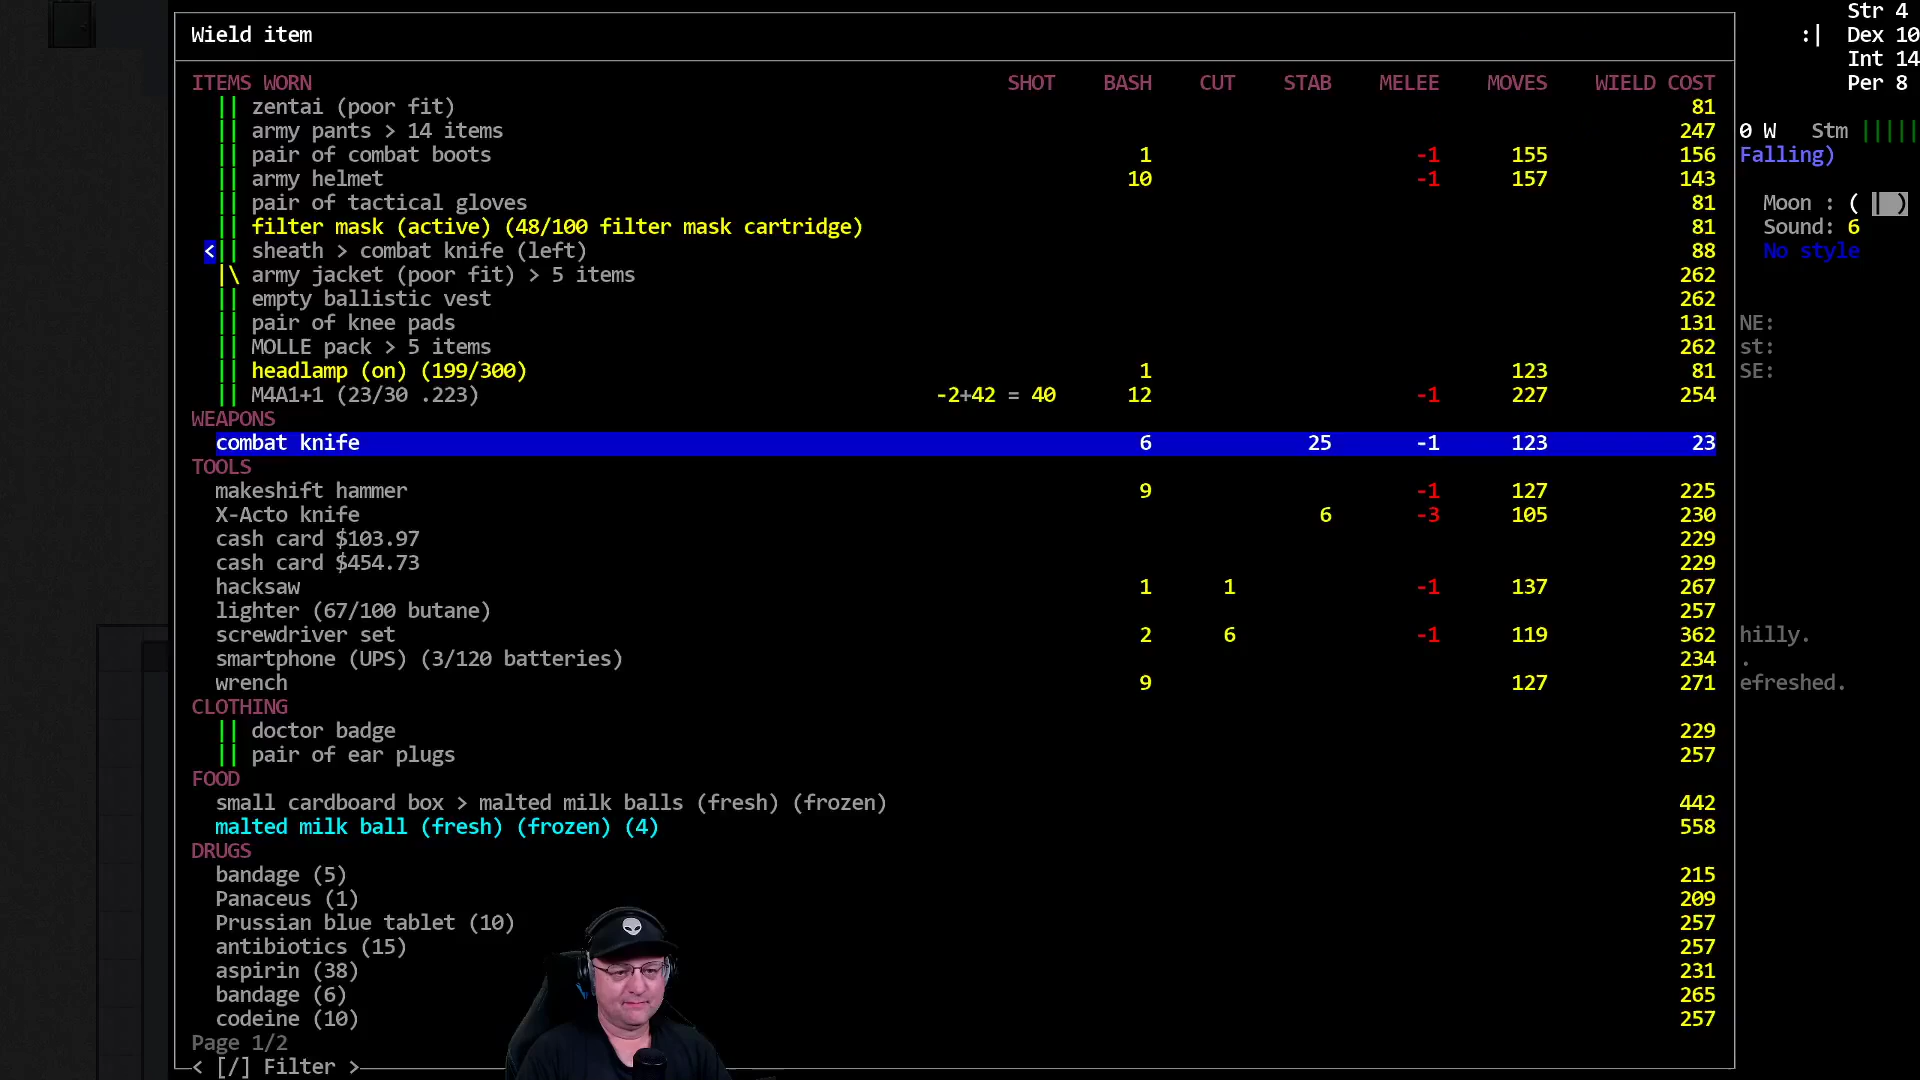 Wield item
Str 4
:| Dex 10
Int 14
Per 8
ITEMS WORN SHOT BASH CUT STAB MELEE MOVES WIELD COST
|| zentai (poor fit) 81
|| army pants > 14 items 247
0 W Stm |||||
|| pair of combat boots 1 -1 155 156
Falling)
|| army helmet 10 -1 157 143
|| pair of tactical gloves 81
Moon : ( | )
|| filter mask (active) (48/100 filter mask cartridge) 81
Sound: 6
< || sheath > combat knife (left) 88
No style
|\ army jacket (poor fit) > 5 items 262
|| empty ballistic vest 262
|| pair of knee pads 131
NE:
|| MOLLE pack > 5 items 262
st:
|| headlamp (on) (199/300) 1 123 81
SE:
|| M4A1+1 (23/30 .223) -2+42 = 40 12 -1 227 254
WEAPONS
combat knife 6 25 -1 123 23
TOOLS
makeshift hammer 9 -1 127 225
X-Acto knife 6 -3 105 230
cash card $103.97 229
cash card $454.73 229
hacksaw 1 1 -1 137 267
lighter (67/100 butane) 257
screwdriver set 2 6 -1 119 362
hilly.
smartphone (UPS) (3/120 batteries) 234
.
wrench 9 127 271
efreshed.
CLOTHING
|| doctor badge 229
|| pair of ear plugs 257
FOOD
small cardboard box > malted milk balls (fresh) (frozen) 442
malted milk ball (fresh) (frozen) (4) 558
DRUGS
bandage (5) 215
Panaceus (1) 209
Prussian blue tablet (10) 257
antibiotics (15) 257
aspirin (38) 231
bandage (6) 265
codeine (10) 257
Page 1/2
< [/] Filter >